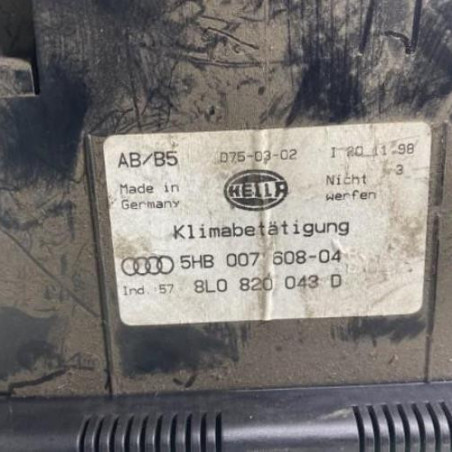 AB/B5 D75-03-02 I 20.11.98
Made in HELLA Nicht 3
Germany werfen
Klimabetätigung
5HB 007 608-04
Ind. 57 8L0 820 043 D